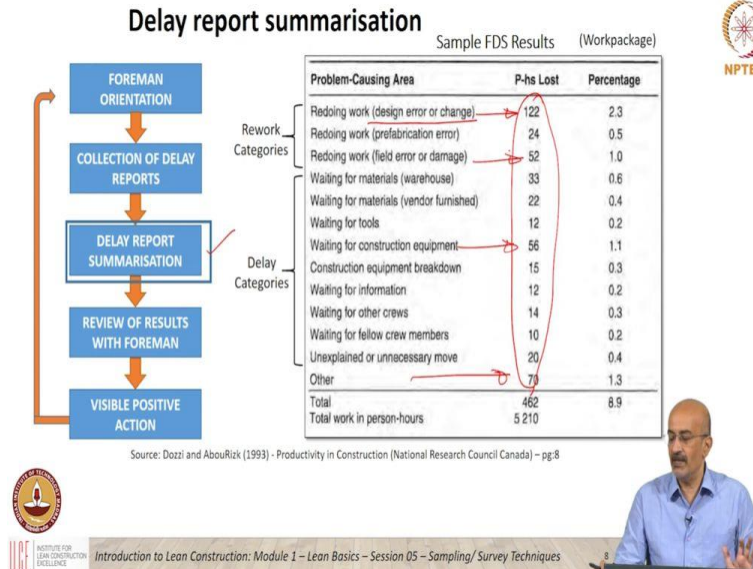 Delay report summarisation
Sample FDS Results
(Workpackage)
NPTE
FOREMAN
ORIENTATION
COLLECTION OF DELAY
REPORTS
DELAY REPORT
SUMMARISATION
REVIEW OF RESULTS
WITH FOREMAN
VISIBLE POSITIVE
ACTION
Rework
Categories
Delay
Categories
Problem-Causing Area P-hs Lost Percentage
Redoing work (design error or change) 122 2.3
Redoing work (prefabrication error) 24 0.5
Redoing work (field error or damage) 52 1.0
Waiting for materials (warehouse) 33 0.6
Waiting for materials (vendor furnished) 22 0.4
Waiting for tools 12 0.2
Waiting for construction equipment 56 1.1
Construction equipment breakdown 15 0.3
Waiting for information 12 0.2
Waiting for other crews 14 0.3
Waiting for fellow crew members 10 0.2
Unexplained or unnecessary move 20 0.4
Other 70 1.3
Total 462 8.9
Total work in person-hours 5 210
Source: Dozzi and AbouRizk (1993) - Productivity in Construction (National Research Council Canada) – pg:8
INSTITUTE FOR
LEAN CONSTRUCTION
EXCELLENCE
Introduction to Lean Construction: Module 1 – Lean Basics – Session 05 – Sampling/ Survey Techniques
8